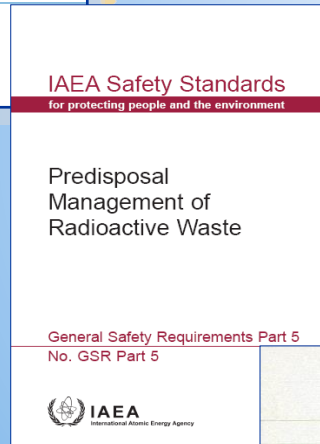 IAEA Safety Standards
for protecting people and the environment
Predisposal
Management of
Radioactive Waste
General Safety Requirements Part 5
No. GSR Part 5
IAEA
International Atomic Energy Agency